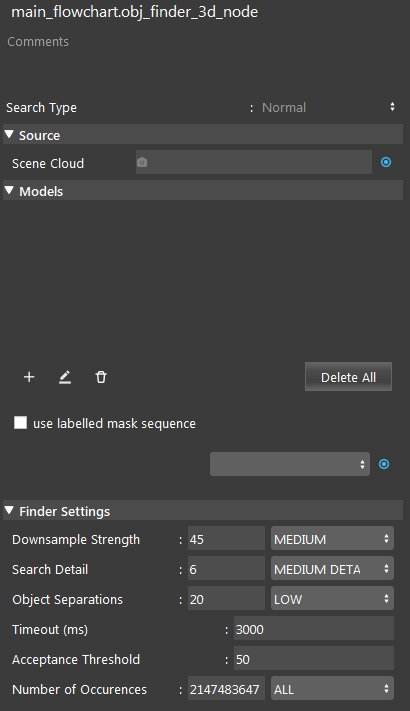 main_flowchart.obj_finder_3d_node
Comments
Search Type : Normal
Source
Scene Cloud
Models
Delete All
use labelled mask sequence
Finder Settings
Downsample Strength : 45 MEDIUM
Search Detail : 6 MEDIUM DETA
Object Separations : 20 LOW
Timeout (ms) : 3000
Acceptance Threshold : 50
Number of Occurences : 2147483647 ALL